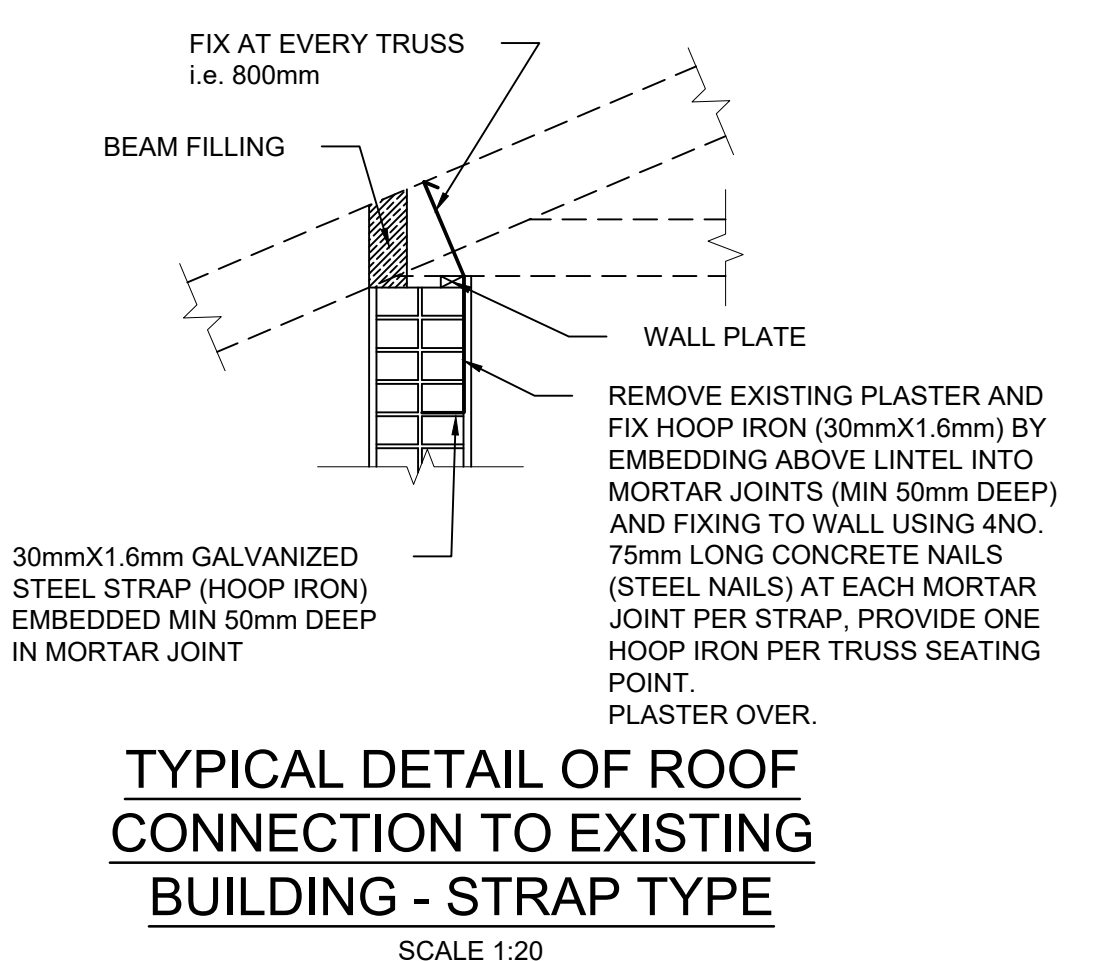 FIX AT EVERY TRUSS
i.e. 800mm
BEAM FILLING
WALL PLATE
REMOVE EXISTING PLASTER AND
FIX HOOP IRON (30mmX1.6mm) BY
EMBEDDING ABOVE LINTEL INTO
MORTAR JOINTS (MIN 50mm DEEP)
AND FIXING TO WALL USING 4NO.
75mm LONG CONCRETE NAILS
(STEEL NAILS) AT EACH MORTAR
JOINT PER STRAP, PROVIDE ONE
HOOP IRON PER TRUSS SEATING
POINT.
PLASTER OVER.
30mmX1.6mm GALVANIZED
STEEL STRAP (HOOP IRON)
EMBEDDED MIN 50mm DEEP
IN MORTAR JOINT
TYPICAL DETAIL OF ROOF
CONNECTION TO EXISTING
BUILDING - STRAP TYPE
SCALE 1:20